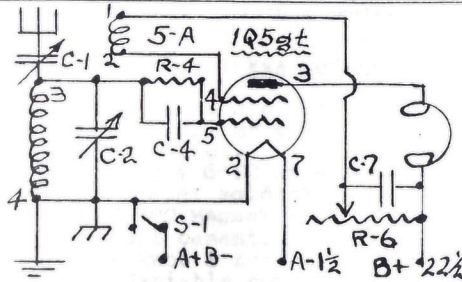 1
5-A
1Q5gt
C-1
2
R-4
3
3
4
C-2
C-4
5
2
7
C-7
4
S-1
R-6
A+B-
A-1½
B+ 22½